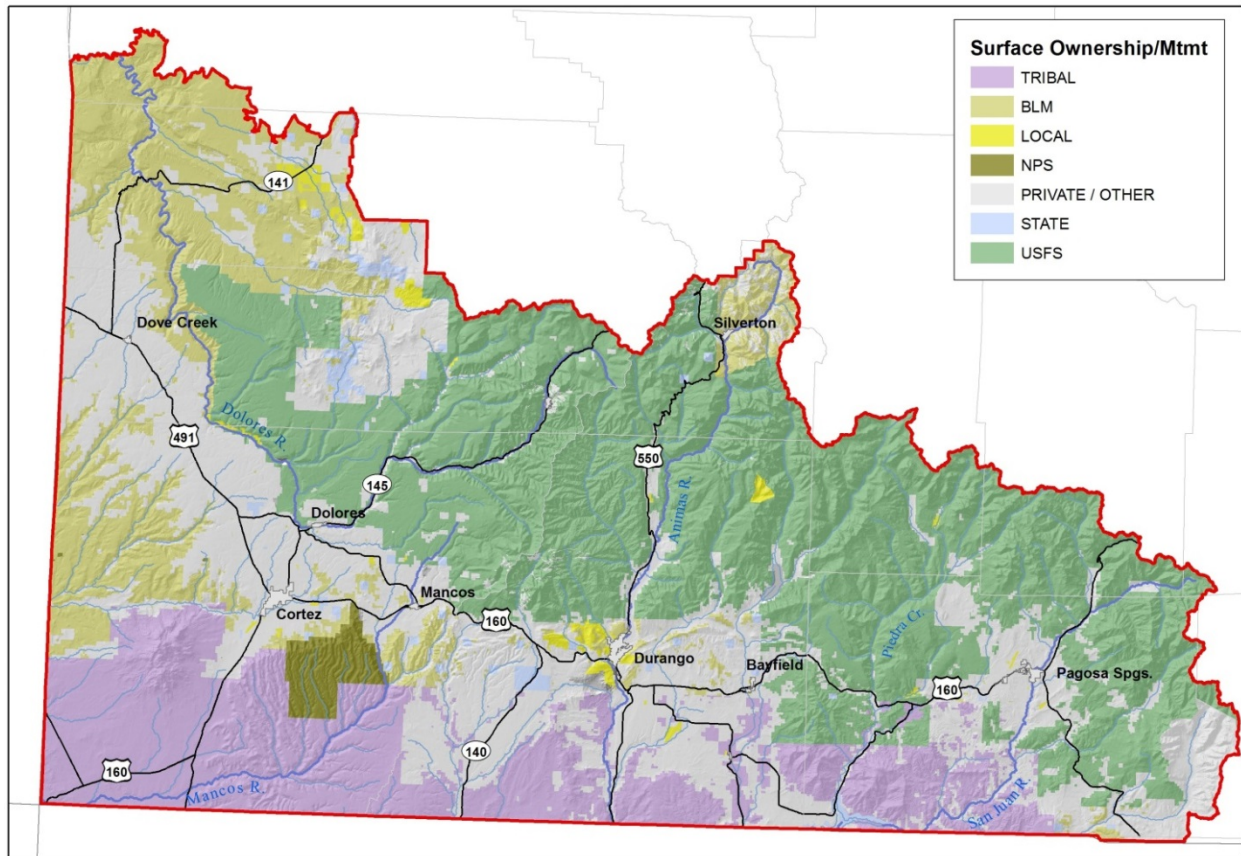 Surface Ownership/Mtmt
TRIBAL
BLM
LOCAL
NPS
PRIVATE / OTHER
STATE
USFS
141
Silverton
Dove Creek
Dolores R.
491
550
145
Animas R.
Dolores
Mancos
Cortez
160
Piedra Cr.
Durango
Bayfield
160
Pagosa Spgs.
140
160
Mancos R.
San Juan R.